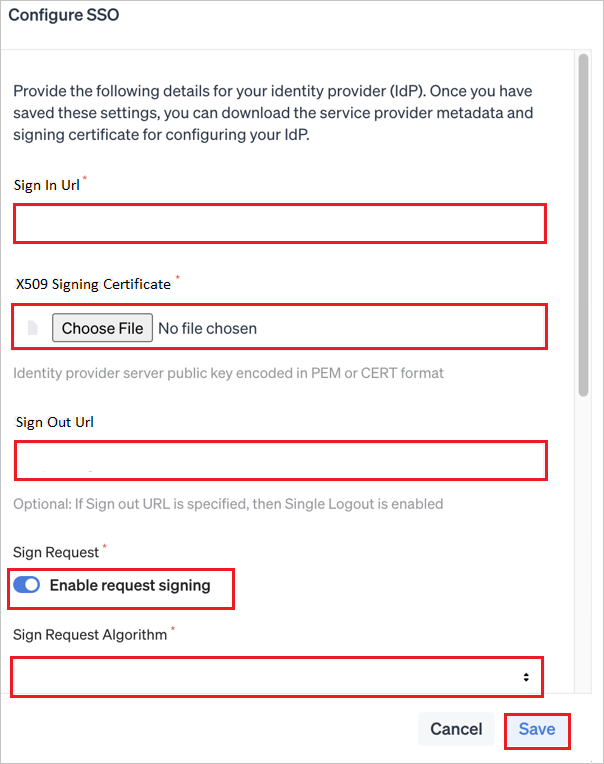 Configure SSO
Provide the following details for your identity provider (IdP). Once you have
saved these settings, you can download the service provider metadata and
signing certificate for configuring your IdP.
Sign In Url *
X509 Signing Certificate *
Choose File No file chosen
Identity provider server public key encoded in PEM or CERT format
Sign Out Url
Optional: If Sign out URL is specified, then Single Logout is enabled
Sign Request *
Enable request signing
Sign Request Algorithm *
Cancel Save